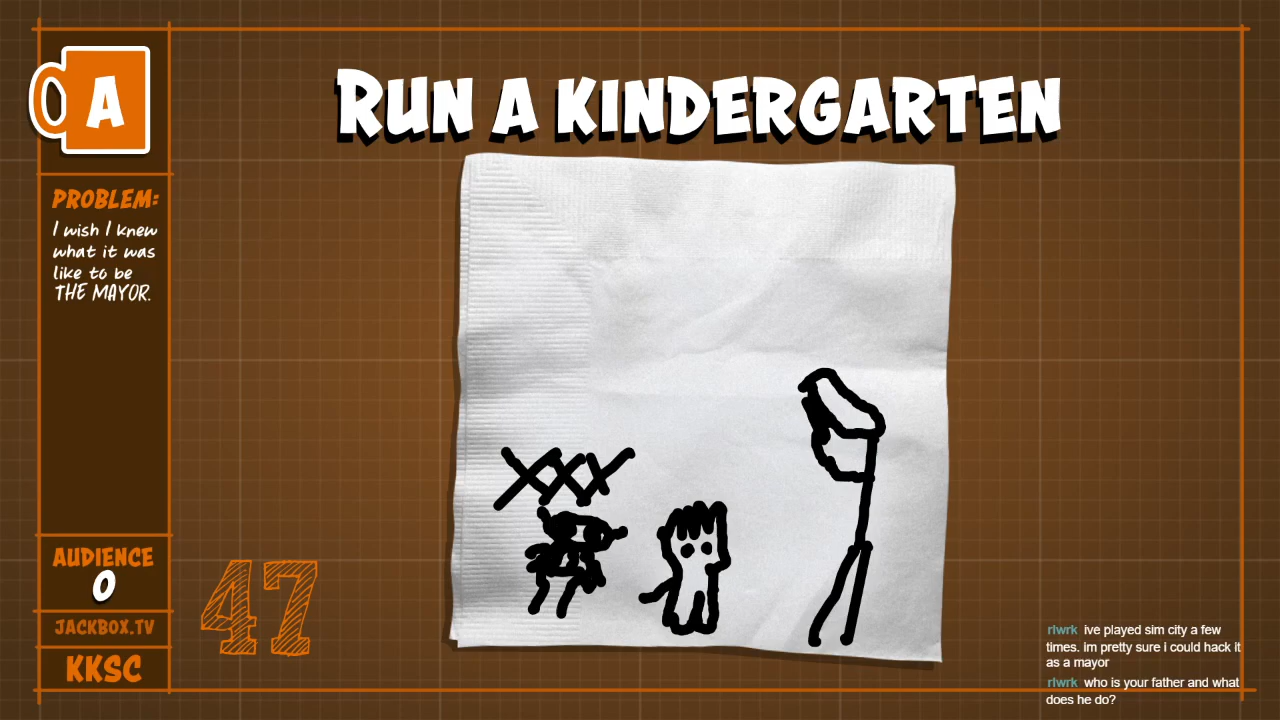 A
RUN A KINDERGARTEN
PROBLEM:
I wish I knew
what it was
like to be
THE MAYOR.
AUDIENCE
0
JACKBOX.TV
KKSC
47
rlwrk ive played sim city a few
times. im pretty sure i could hack it
as a mayor
rlwrk who is your father and what
does he do?